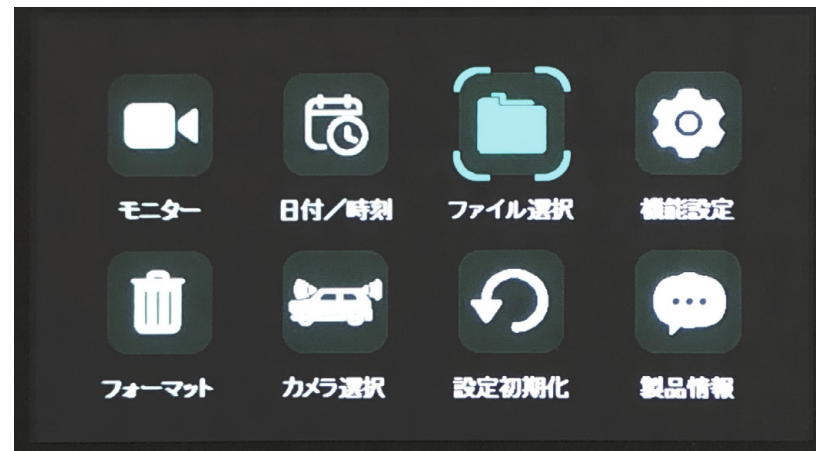 モニター
日付／時刻
ファイル選択
機能設定
フォーマット
カメラ選択
設定初期化
製品情報